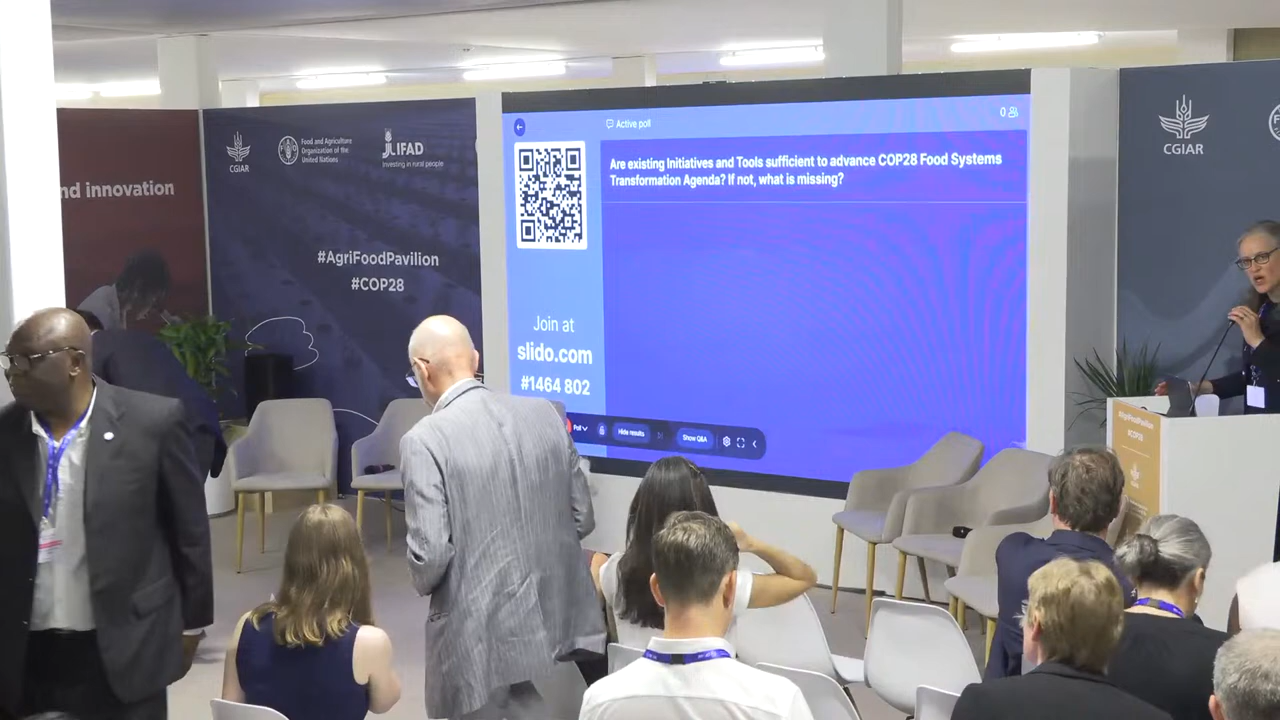 nd innovation
CGIAR
Food and Agriculture
Organization of the
United Nations
IFAD
Investing in rural people
#AgriFoodPavilion
#COP28
Active poll
0
Are existing Initiatives and Tools sufficient to advance COP28 Food Systems
Transformation Agenda? If not, what is missing?
Join at
slido.com
#1464 802
Poll
Hide results
Show Q&A
CGIAR
#AgriFoodPavilion
#COP28